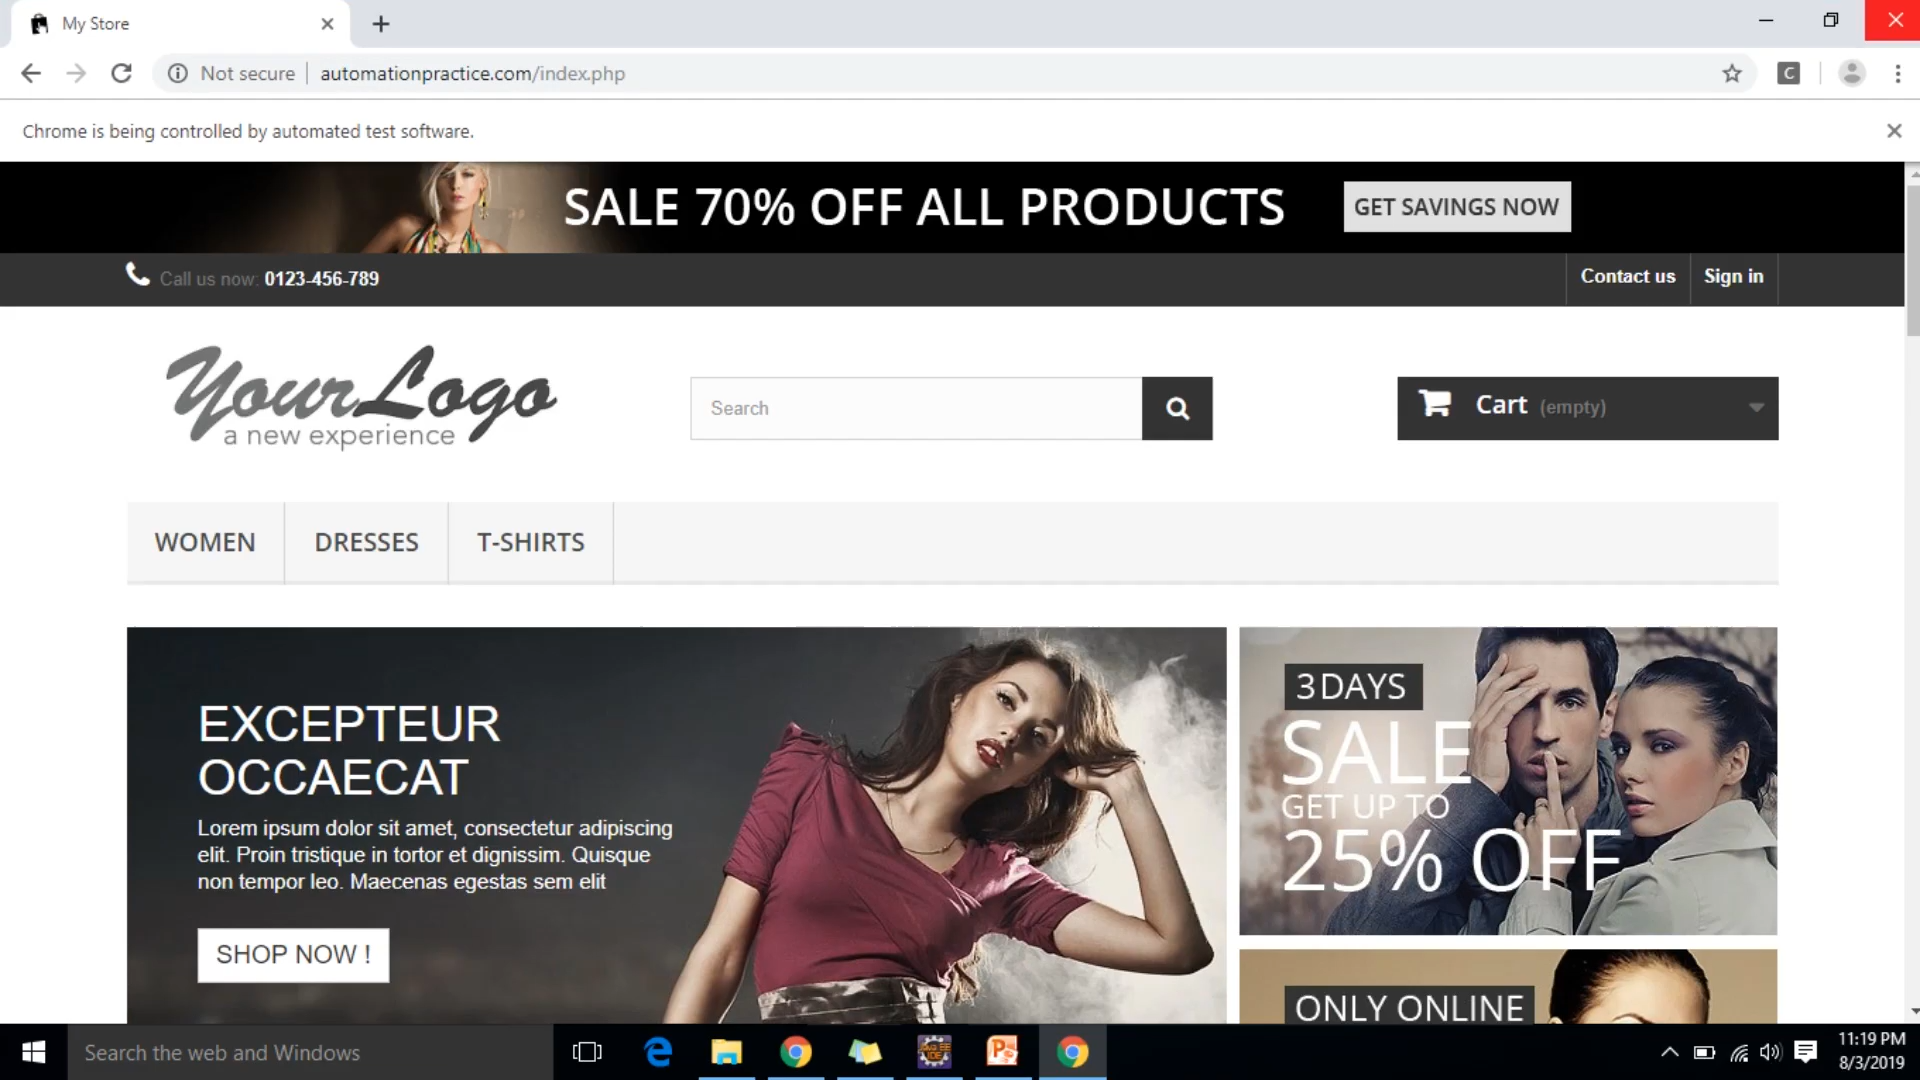 My Store
Not secure
automationpractice.com/index.php
C
Chrome is being controlled by automated test software.
SALE 70% OFF ALL PRODUCTS
GET SAVINGS NOW
Call us now: 0123-456-789
Contact us
Sign in
YourLogo
a new experience
Search
Cart (empty)
WOMEN
DRESSES
T-SHIRTS
EXCEPTEUR
OCCAECAT
Lorem ipsum dolor sit amet, consectetur adipiscing
elit. Proin tristique in tortor et dignissim. Quisque
non tempor leo. Maecenas egestas sem elit
SHOP NOW !
3 DAYS
SALE
GET UP TO
25% OFF
ONLY ONLINE
Search the web and Windows
11:19 PM
8/3/2019